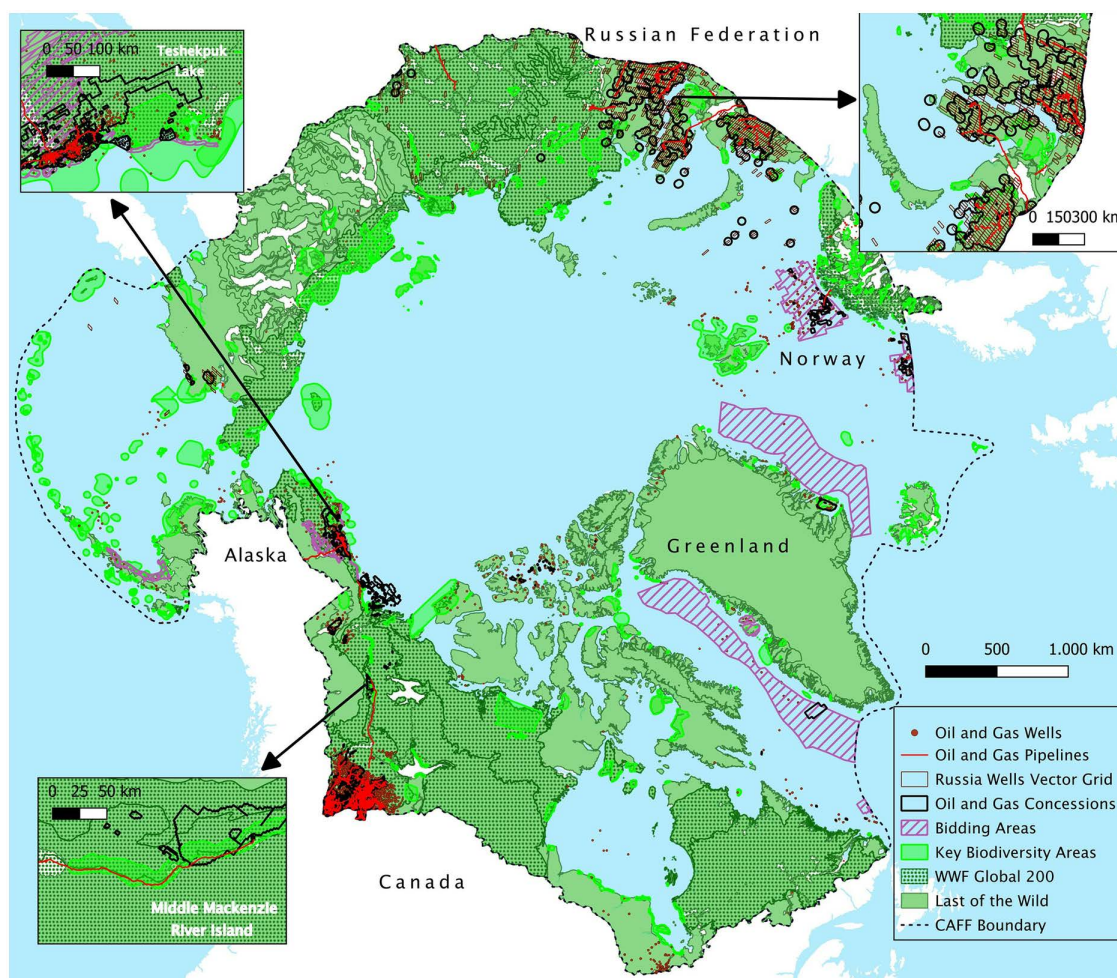 0 50 100 km
Teshekpuk
Lake
Russian Federation
0 150300 km
Norway
Alaska
Greenland
0 500 1.000 km
Oil and Gas Wells
Oil and Gas Pipelines
Russia Wells Vector Grid
Oil and Gas Concessions
Bidding Areas
Key Biodiversity Areas
WWF Global 200
Last of the Wild
CAFF Boundary
0 25 50 km
Middle Mackenzie
River Island
Canada